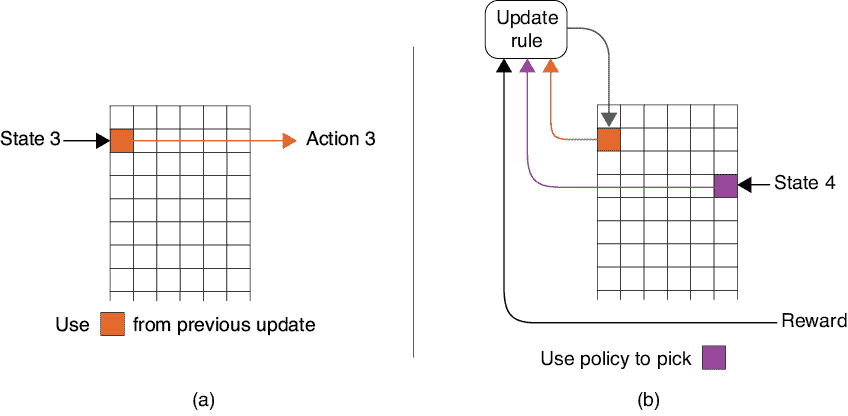 State 3
Action 3
Use from previous update
(a)
Update
rule
State 4
Reward
Use policy to pick
(b)